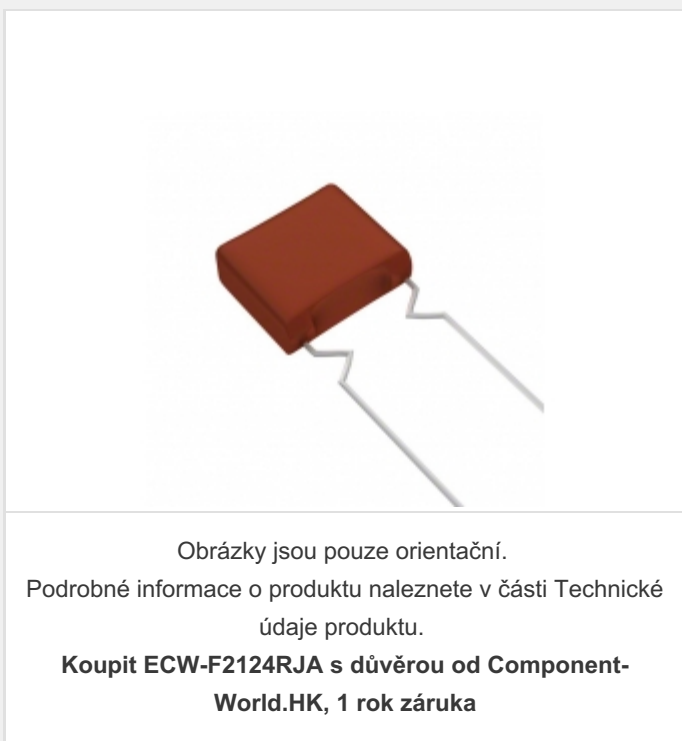 Obrázky jsou pouze orientační.
Podrobné informace o produktu naleznete v části Technické
údaje produktu.
Koupit ECW-F2124RJA s důvěrou od Component-
World.HK, 1 rok záruka